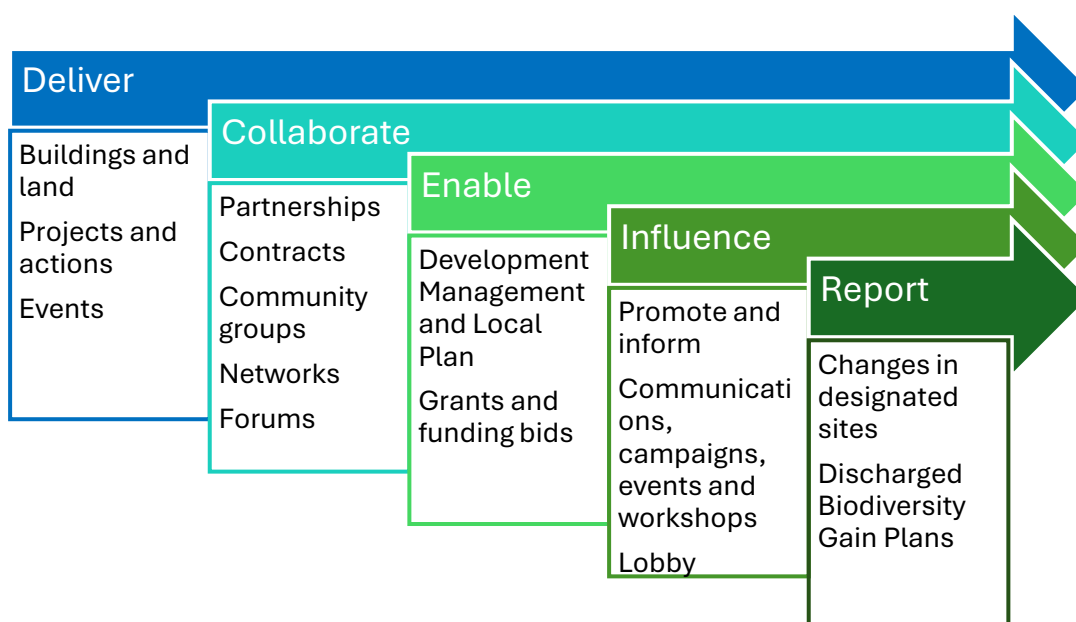 Deliver
Buildings and
land
Projects and
actions
Events
Collaborate
Partnerships
Contracts
Community
groups
Networks
Forums
Enable
Development
Management
and Local
Plan
Grants and
funding bids
Influence
Promote and
inform
Communicati
ons,
campaigns,
events and
workshops
Lobby
Report
Changes in
designated
sites
Discharged
Biodiversity
Gain Plans